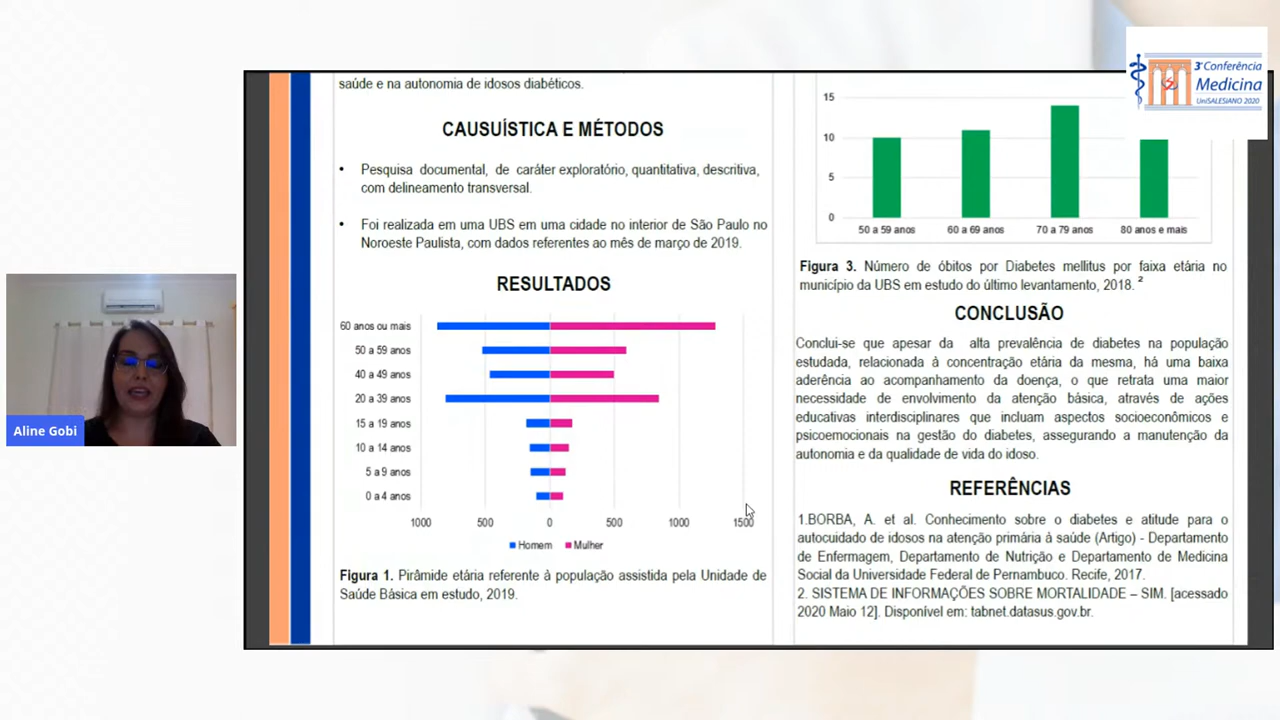 3ª Conferência
Medicina
UniSALESIANO 2020
Aline Gobi
saúde e na autonomia de idosos diabéticos.
CAUSUÍSTICA E MÉTODOS
• Pesquisa documental, de caráter exploratório, quantitativa, descritiva,
com delineamento transversal.
• Foi realizada em uma UBS em uma cidade no interior de São Paulo no
Noroeste Paulista, com dados referentes ao mês de março de 2019.
RESULTADOS
60 anos ou mais
50 a 59 anos
40 a 49 anos
20 a 39 anos
15 a 19 anos
10 a 14 anos
5 a 9 anos
0 a 4 anos
1000 500 0 500 1000 1500
Homem Mulher
Figura 1. Pirâmide etária referente à população assistida pela Unidade de
Saúde Básica em estudo, 2019.
15
10
5
0
50 a 59 anos 60 a 69 anos 70 a 79 anos 80 anos e mais
Figura 3. Número de óbitos por Diabetes mellitus por faixa etária no
município da UBS em estudo do último levantamento, 2018. ²
CONCLUSÃO
Conclui-se que apesar da alta prevalência de diabetes na população
estudada, relacionada à concentração etária da mesma, há uma baixa
aderência ao acompanhamento da doença, o que retrata uma maior
necessidade de envolvimento da atenção básica, através de ações
educativas interdisciplinares que incluam aspectos socioeconômicos e
psicoemocionais na gestão do diabetes, assegurando a manutenção da
autonomia e da qualidade de vida do idoso.
REFERÊNCIAS
1.BORBA, A. et al. Conhecimento sobre o diabetes e atitude para o
autocuidado de idosos na atenção primária à saúde (Artigo) - Departamento
de Enfermagem, Departamento de Nutrição e Departamento de Medicina
Social da Universidade Federal de Pernambuco. Recife, 2017.
2. SISTEMA DE INFORMAÇÕES SOBRE MORTALIDADE – SIM. [acessado
2020 Maio 12]. Disponível em: tabnet.datasus.gov.br.